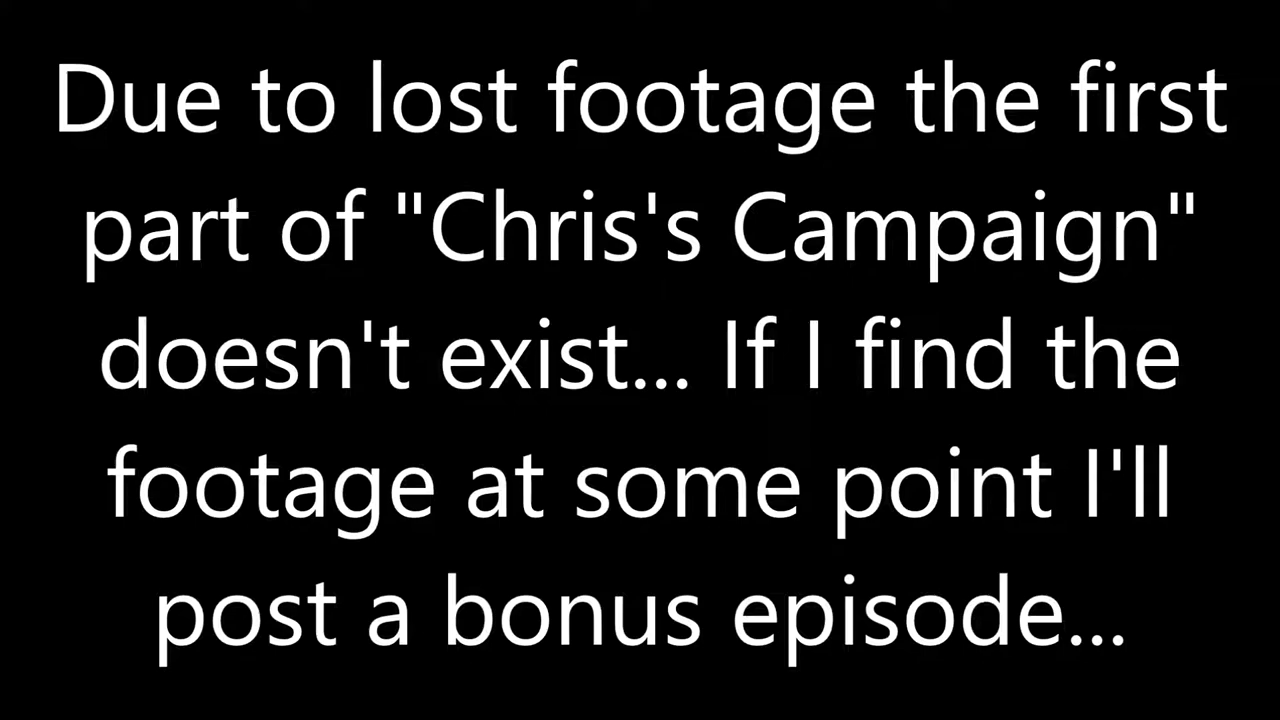 Due to lost footage the first
part of "Chris's Campaign"
doesn't exist... If I find the
footage at some point I'll
post a bonus episode...